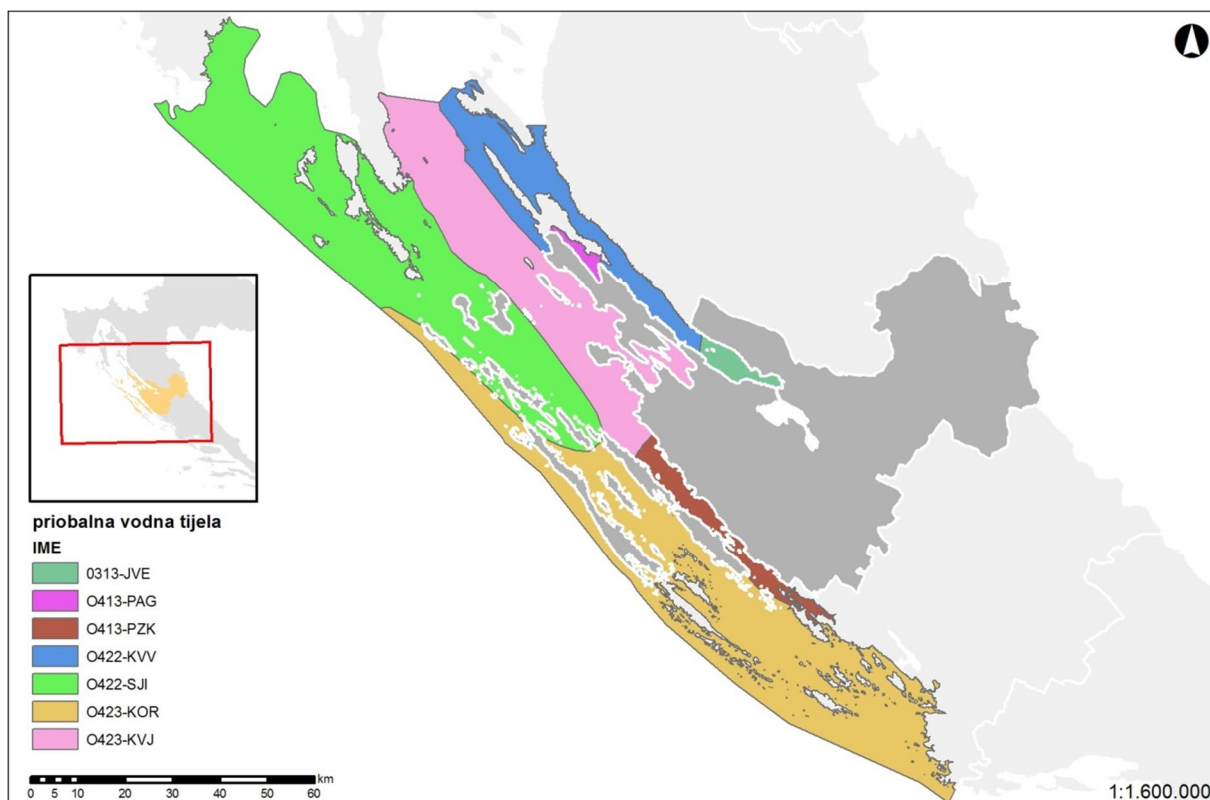 priobalna vodna tijela
IME
0313-JVE
O413-PAG
O413-PZK
O422-KVV
O422-SJI
O423-KOR
O423-KVJ
km
0 5 10 20 30 40 50 60
1:1.600.000